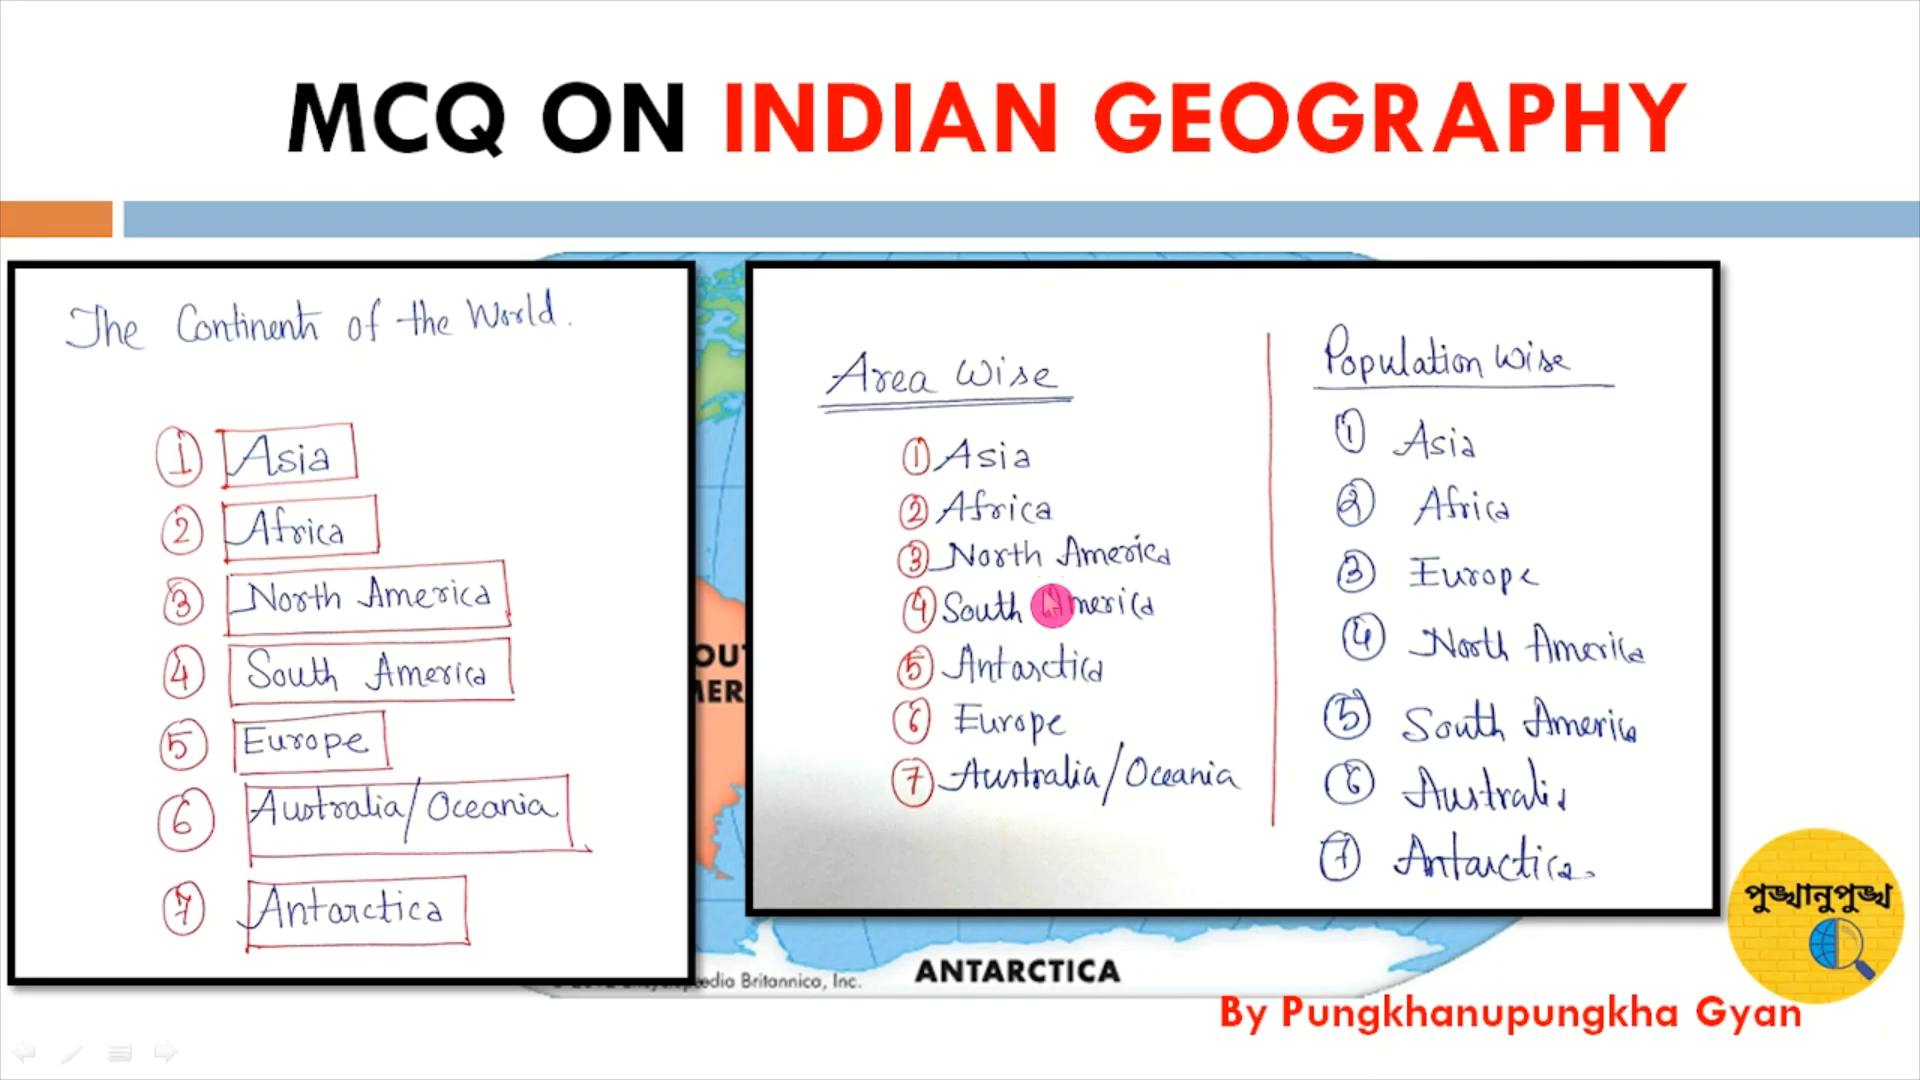 MCQ ON INDIAN GEOGRAPHY
The Continents of the World.
① Asia
② Africa
③ North America
④ South America
⑤ Europe
⑥ Australia/Oceania
⑦ Antarctica
Area Wise
① Asia
② Africa
③ North America
④ South America
⑤ Antarctica
⑥ Europe
⑦ Australia/Oceania
Population Wise
① Asia
② Africa
③ Europe
④ North America
⑤ South America
⑥ Australia
⑦ Antarctica
Britannica, Inc.
ANTARCTICA
পুঙ্খানুপুঙ্খ
By Pungkhanupungkha Gyan